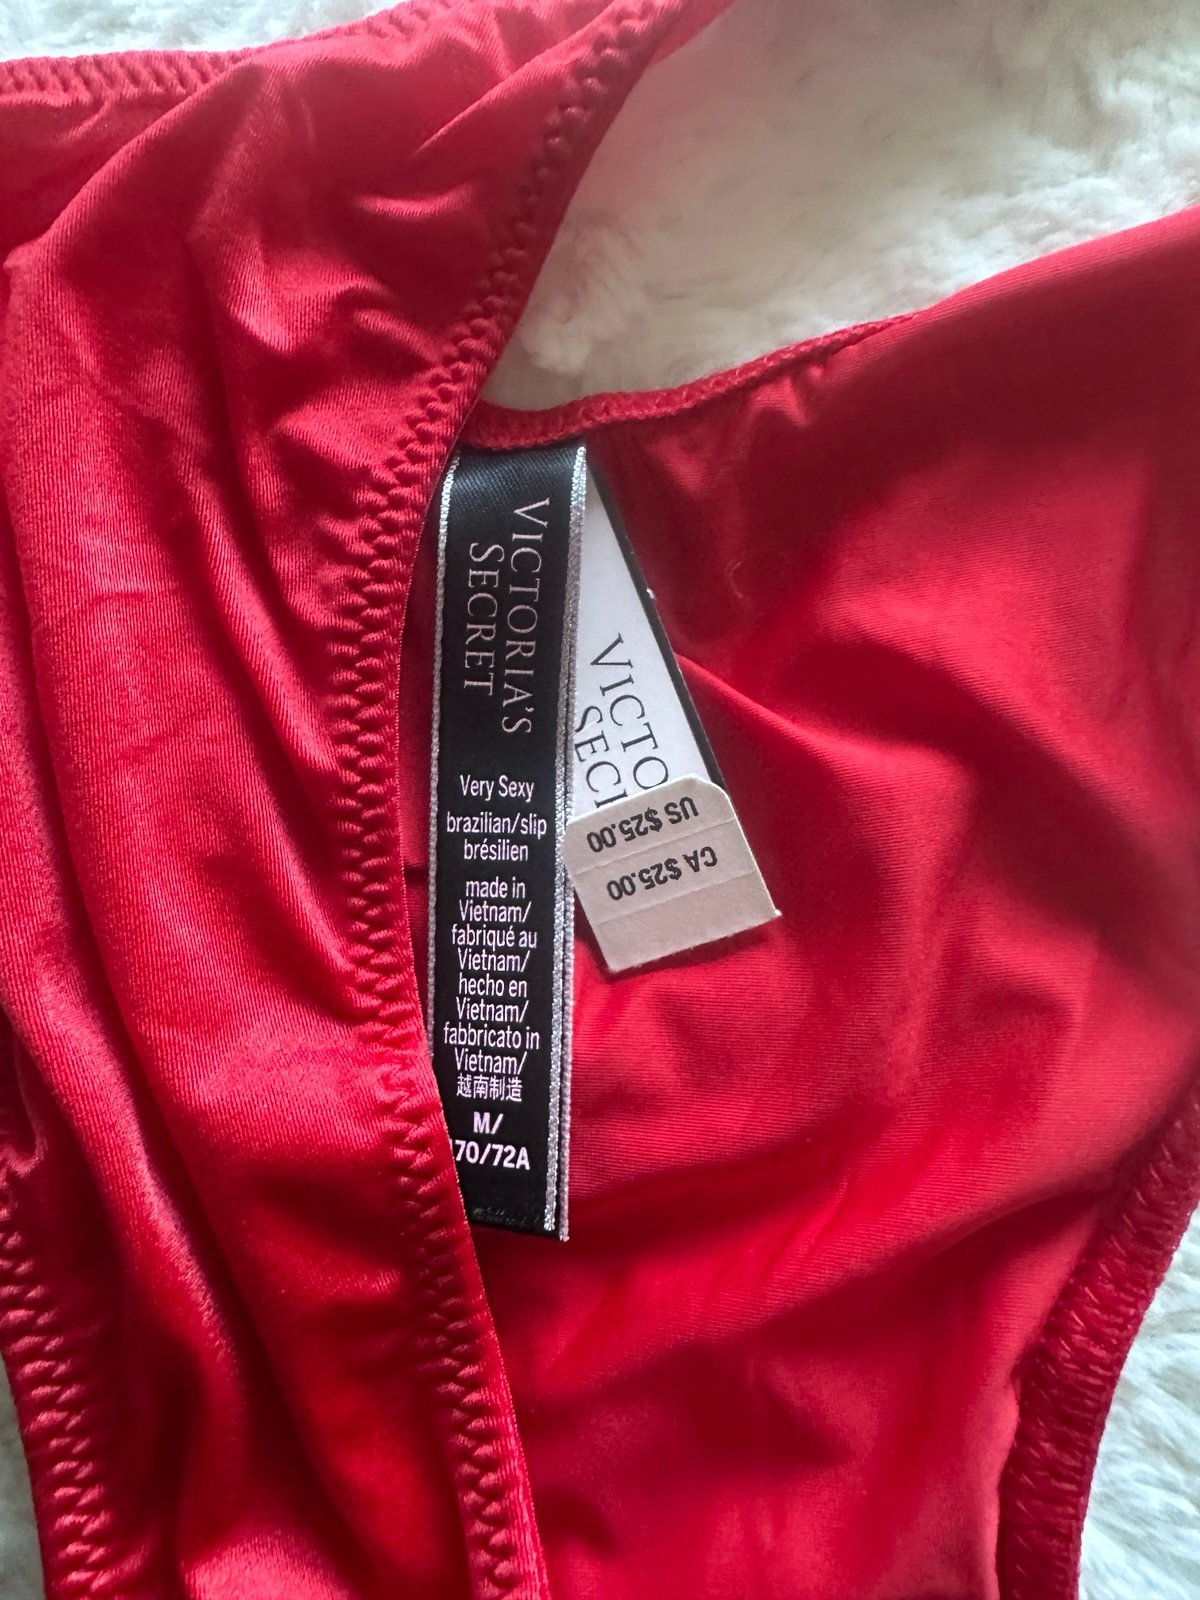 VICTORIA'S
SECRET
Very Sexy
brazilian/slip
brésilien
made in
Vietnam/
fabriqué au
Vietnam/
hecho en
Vietnam/
fabbricato in
Vietnam/
越南制造
M/
170/72A
VICTO
SECR
US $25.00
CA $25.00